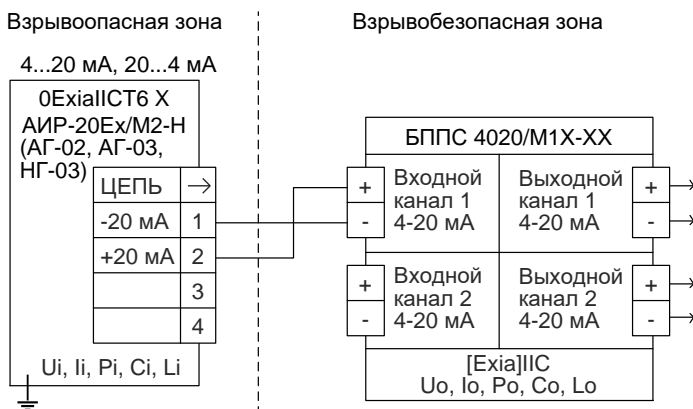 Взрывоопасная зона
Взрывобезопасная зона
4...20 мА, 20...4 мА
0ExiaIICT6 X
АИР-20Ex/М2-Н
(АГ-02, АГ-03,
НГ-03)
ЦЕПЬ →
-20 мА 1
+20 мА 2
3
4
Ui, Ii, Pi, Ci, Li
БППС 4020/М1Х-ХХ
+
-
Входной
канал 1
4-20 мА
Выходной
канал 1
4-20 мА
+
-
+
-
Входной
канал 2
4-20 мА
Выходной
канал 2
4-20 мА
+
-
[Exia]IIC
Uo, Io, Po, Co, Lo